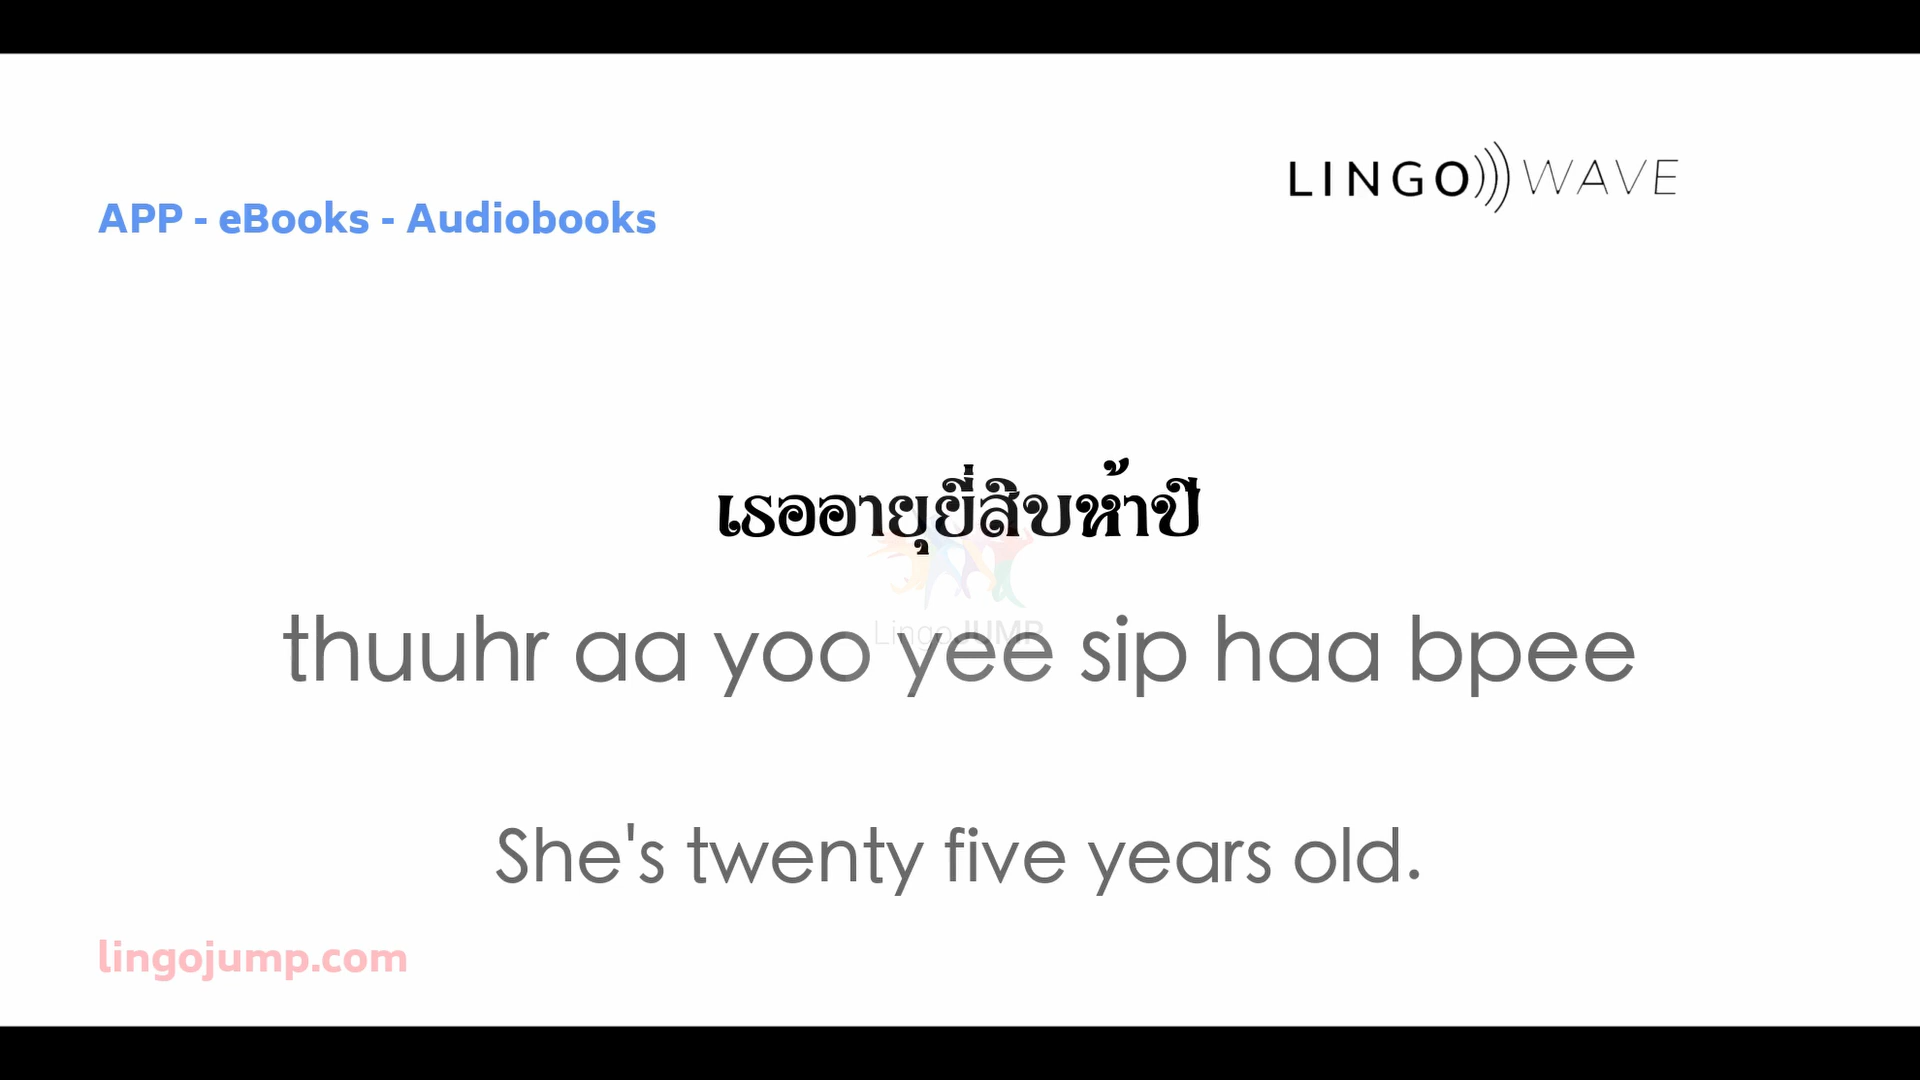 LINGO WAVE
APP - eBooks - Audiobooks
เธออายุยี่สิบห้าปี
LingoJUMP
thuuhr aa yoo yee sip haa bpee
She's twenty five years old.
lingojump.com